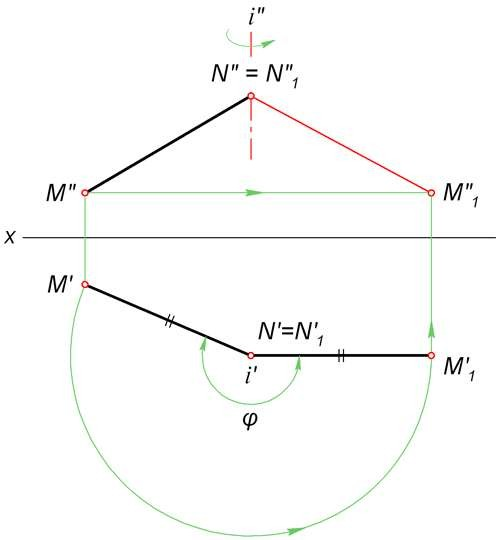 i"
N" = N"₁
M"
M"₁
x
M'
N'=N'₁
i'
M'₁
φ